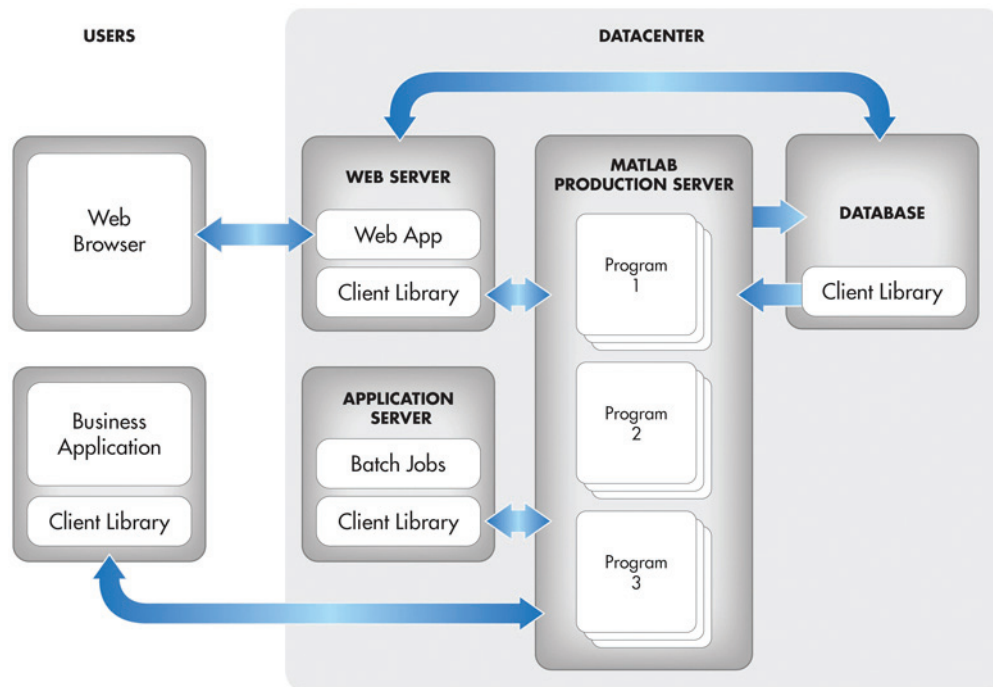 USERS
DATACENTER
Web
Browser
WEB SERVER
Web App
Client Library
MATLAB
PRODUCTION SERVER
Program
1
Program
2
Program
3
DATABASE
Client Library
Business
Application
Client Library
APPLICATION
SERVER
Batch Jobs
Client Library